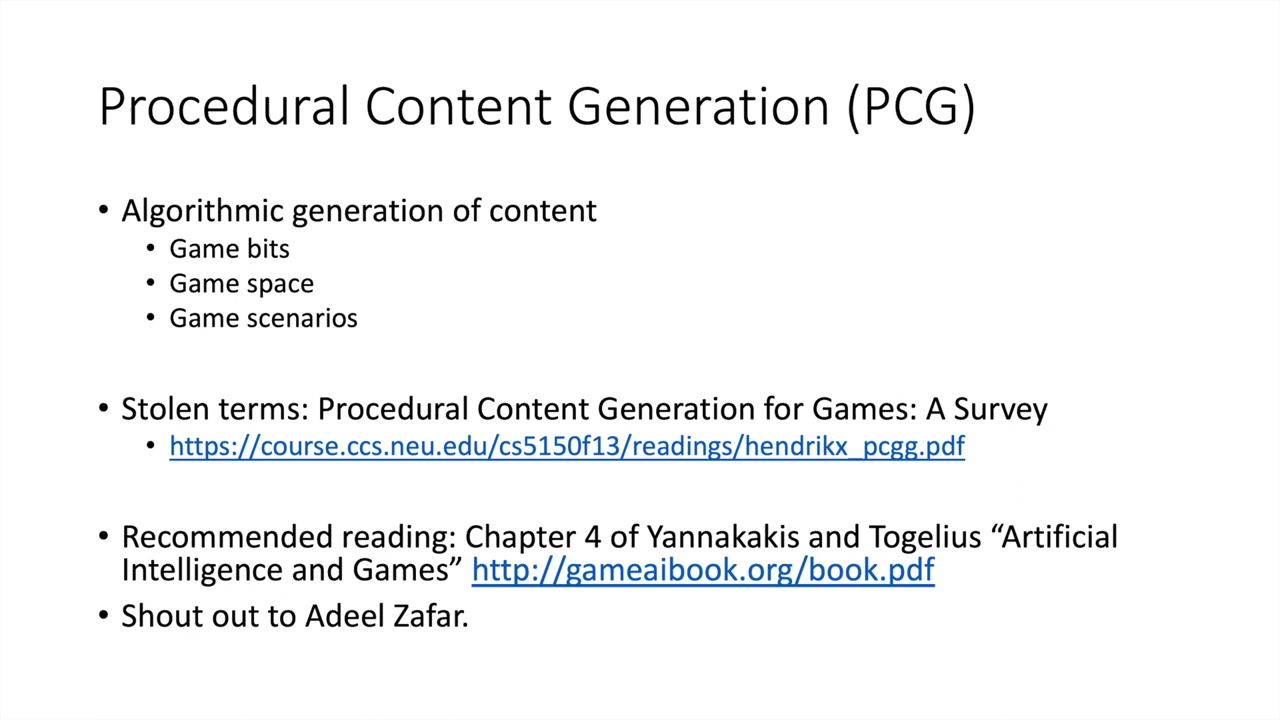 Procedural Content Generation (PCG)
• Algorithmic generation of content
• Game bits
• Game space
• Game scenarios
• Stolen terms: Procedural Content Generation for Games: A Survey
• https://course.ccs.neu.edu/cs5150f13/readings/hendrikx_pcgg.pdf
• Recommended reading: Chapter 4 of Yannakakis and Togelius “Artificial
Intelligence and Games” http://gameaibook.org/book.pdf
• Shout out to Adeel Zafar.